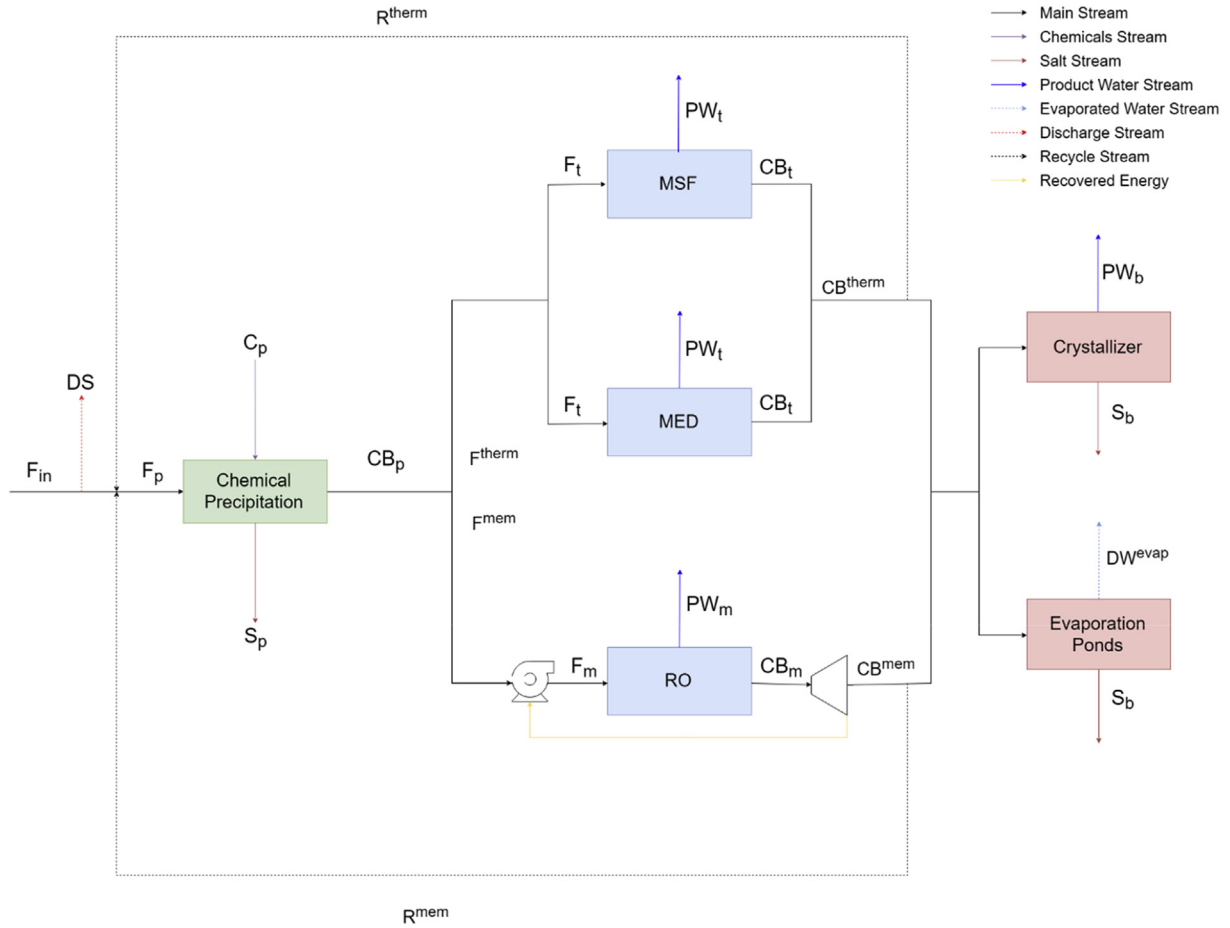 R^therm
Main Stream
Chemicals Stream
Salt Stream
Product Water Stream
Evaporated Water Stream
Discharge Stream
Recycle Stream
Recovered Energy
PW_t
F_t
MSF
CB_t
PW_b
CB^therm
Crystallizer
C_p
PW_t
DS
F_t
MED
CB_t
S_b
F_in
F_p
Chemical
Precipitation
CB_p
F^therm
F^mem
DW^evap
S_p
PW_m
Evaporation
Ponds
F_m
RO
CB_m
CB^mem
S_b
R^mem